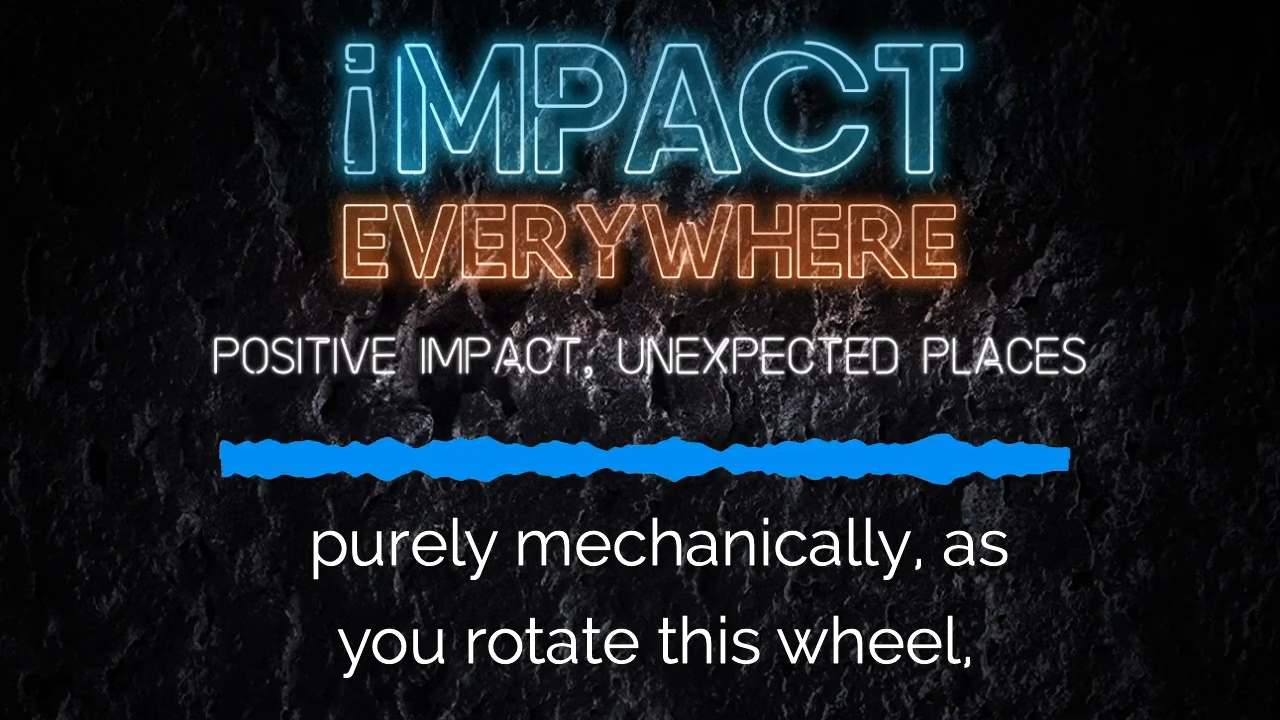 iMPACT
EVERYWHERE
POSITIVE IMPACT, UNEXPECTED PLACES
purely mechanically, as
you rotate this wheel,